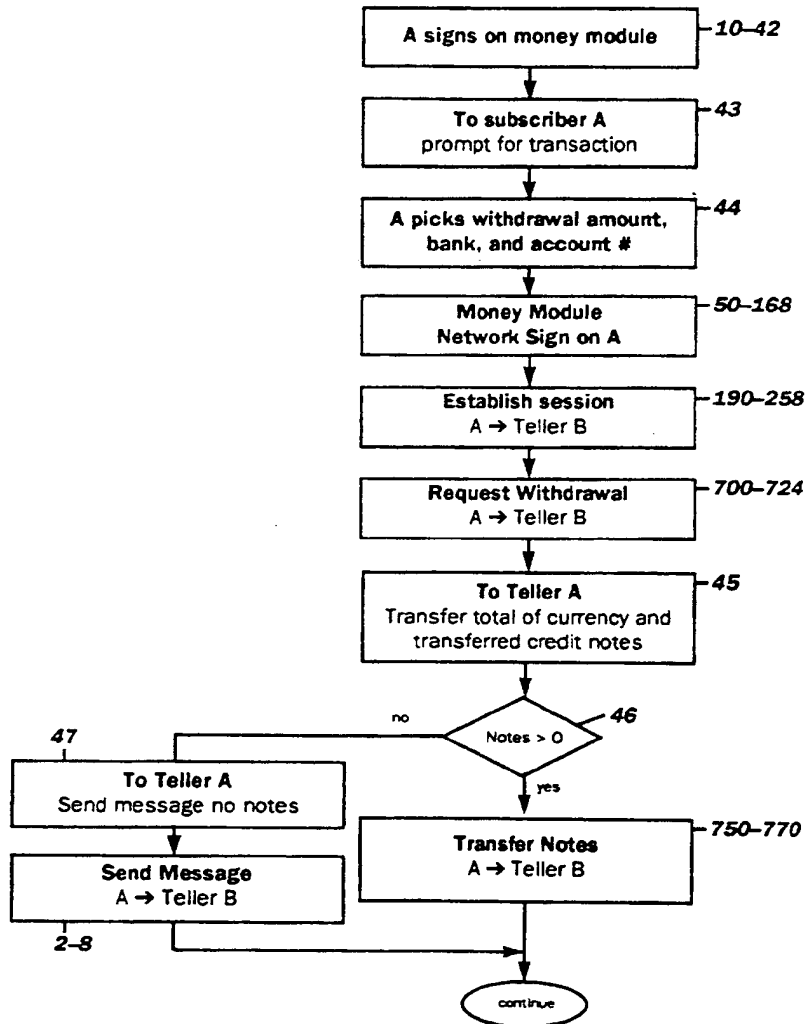 A signs on money module
10–42
To subscriber A
prompt for transaction
43
A picks withdrawal amount,
bank, and account #
44
Money Module
Network Sign on A
50–168
Establish session
A → Teller B
190–258
Request Withdrawal
A → Teller B
700–724
To Teller A
Transfer total of currency and
transferred credit notes
45
Notes > 0
46
no
yes
47
To Teller A
Send message no notes
Send Message
A → Teller B
2–8
Transfer Notes
A → Teller B
750–770
continue